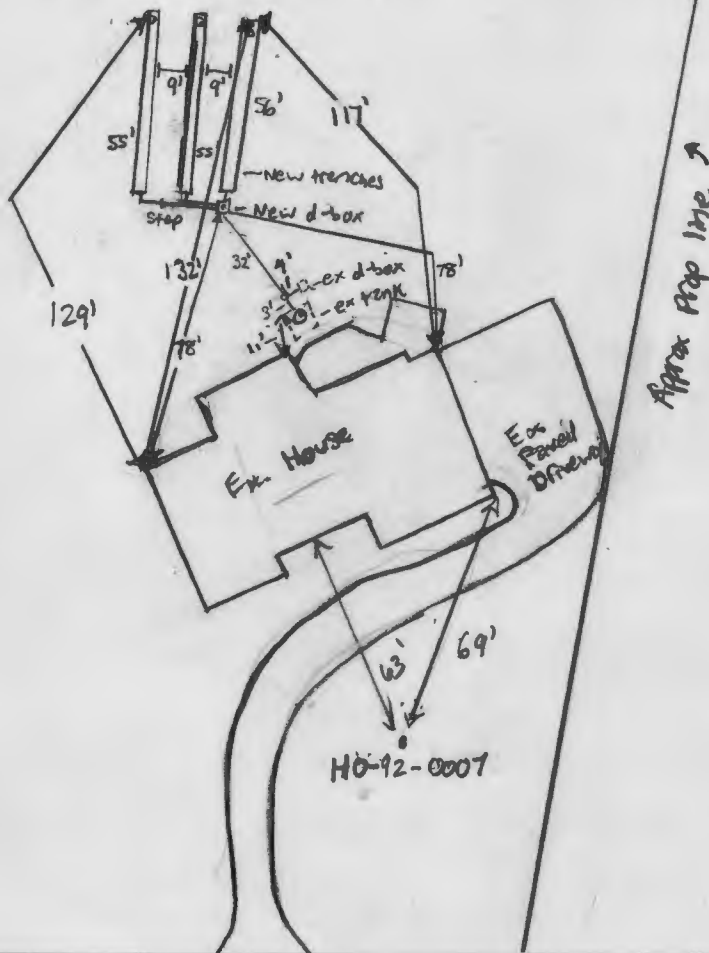 9' 9'
56'
117'
55'
55
New trenches
New d-box
Step
32'
4'
ex d-box
78'
132'
3'
ex tank
129'
11'
78'
Approx Prop line
Ex. House
Ex
Paved
Driveway
63'
69'
HO-92-0007